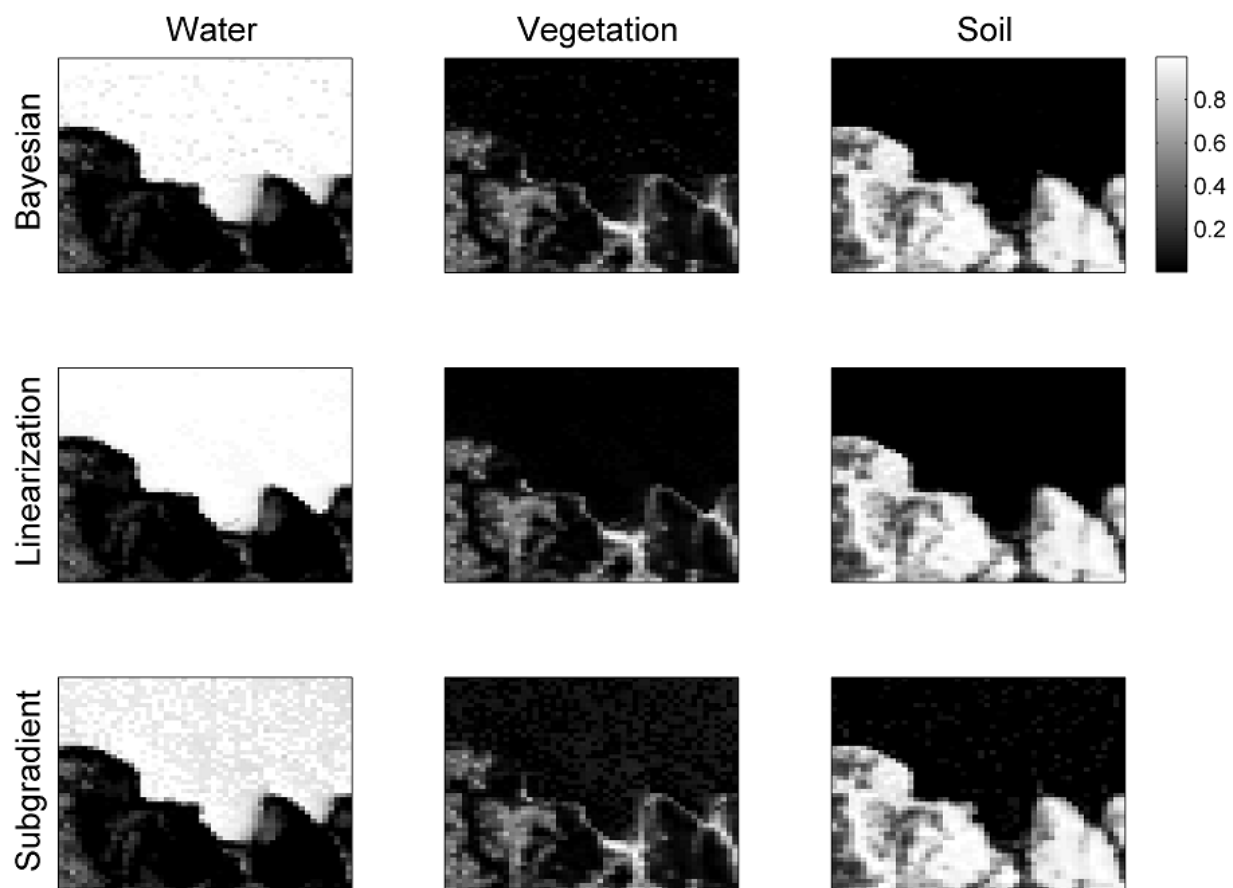 Water
Vegetation
Soil
Bayesian
0.8
0.6
0.4
0.2
Linearization
Subgradient